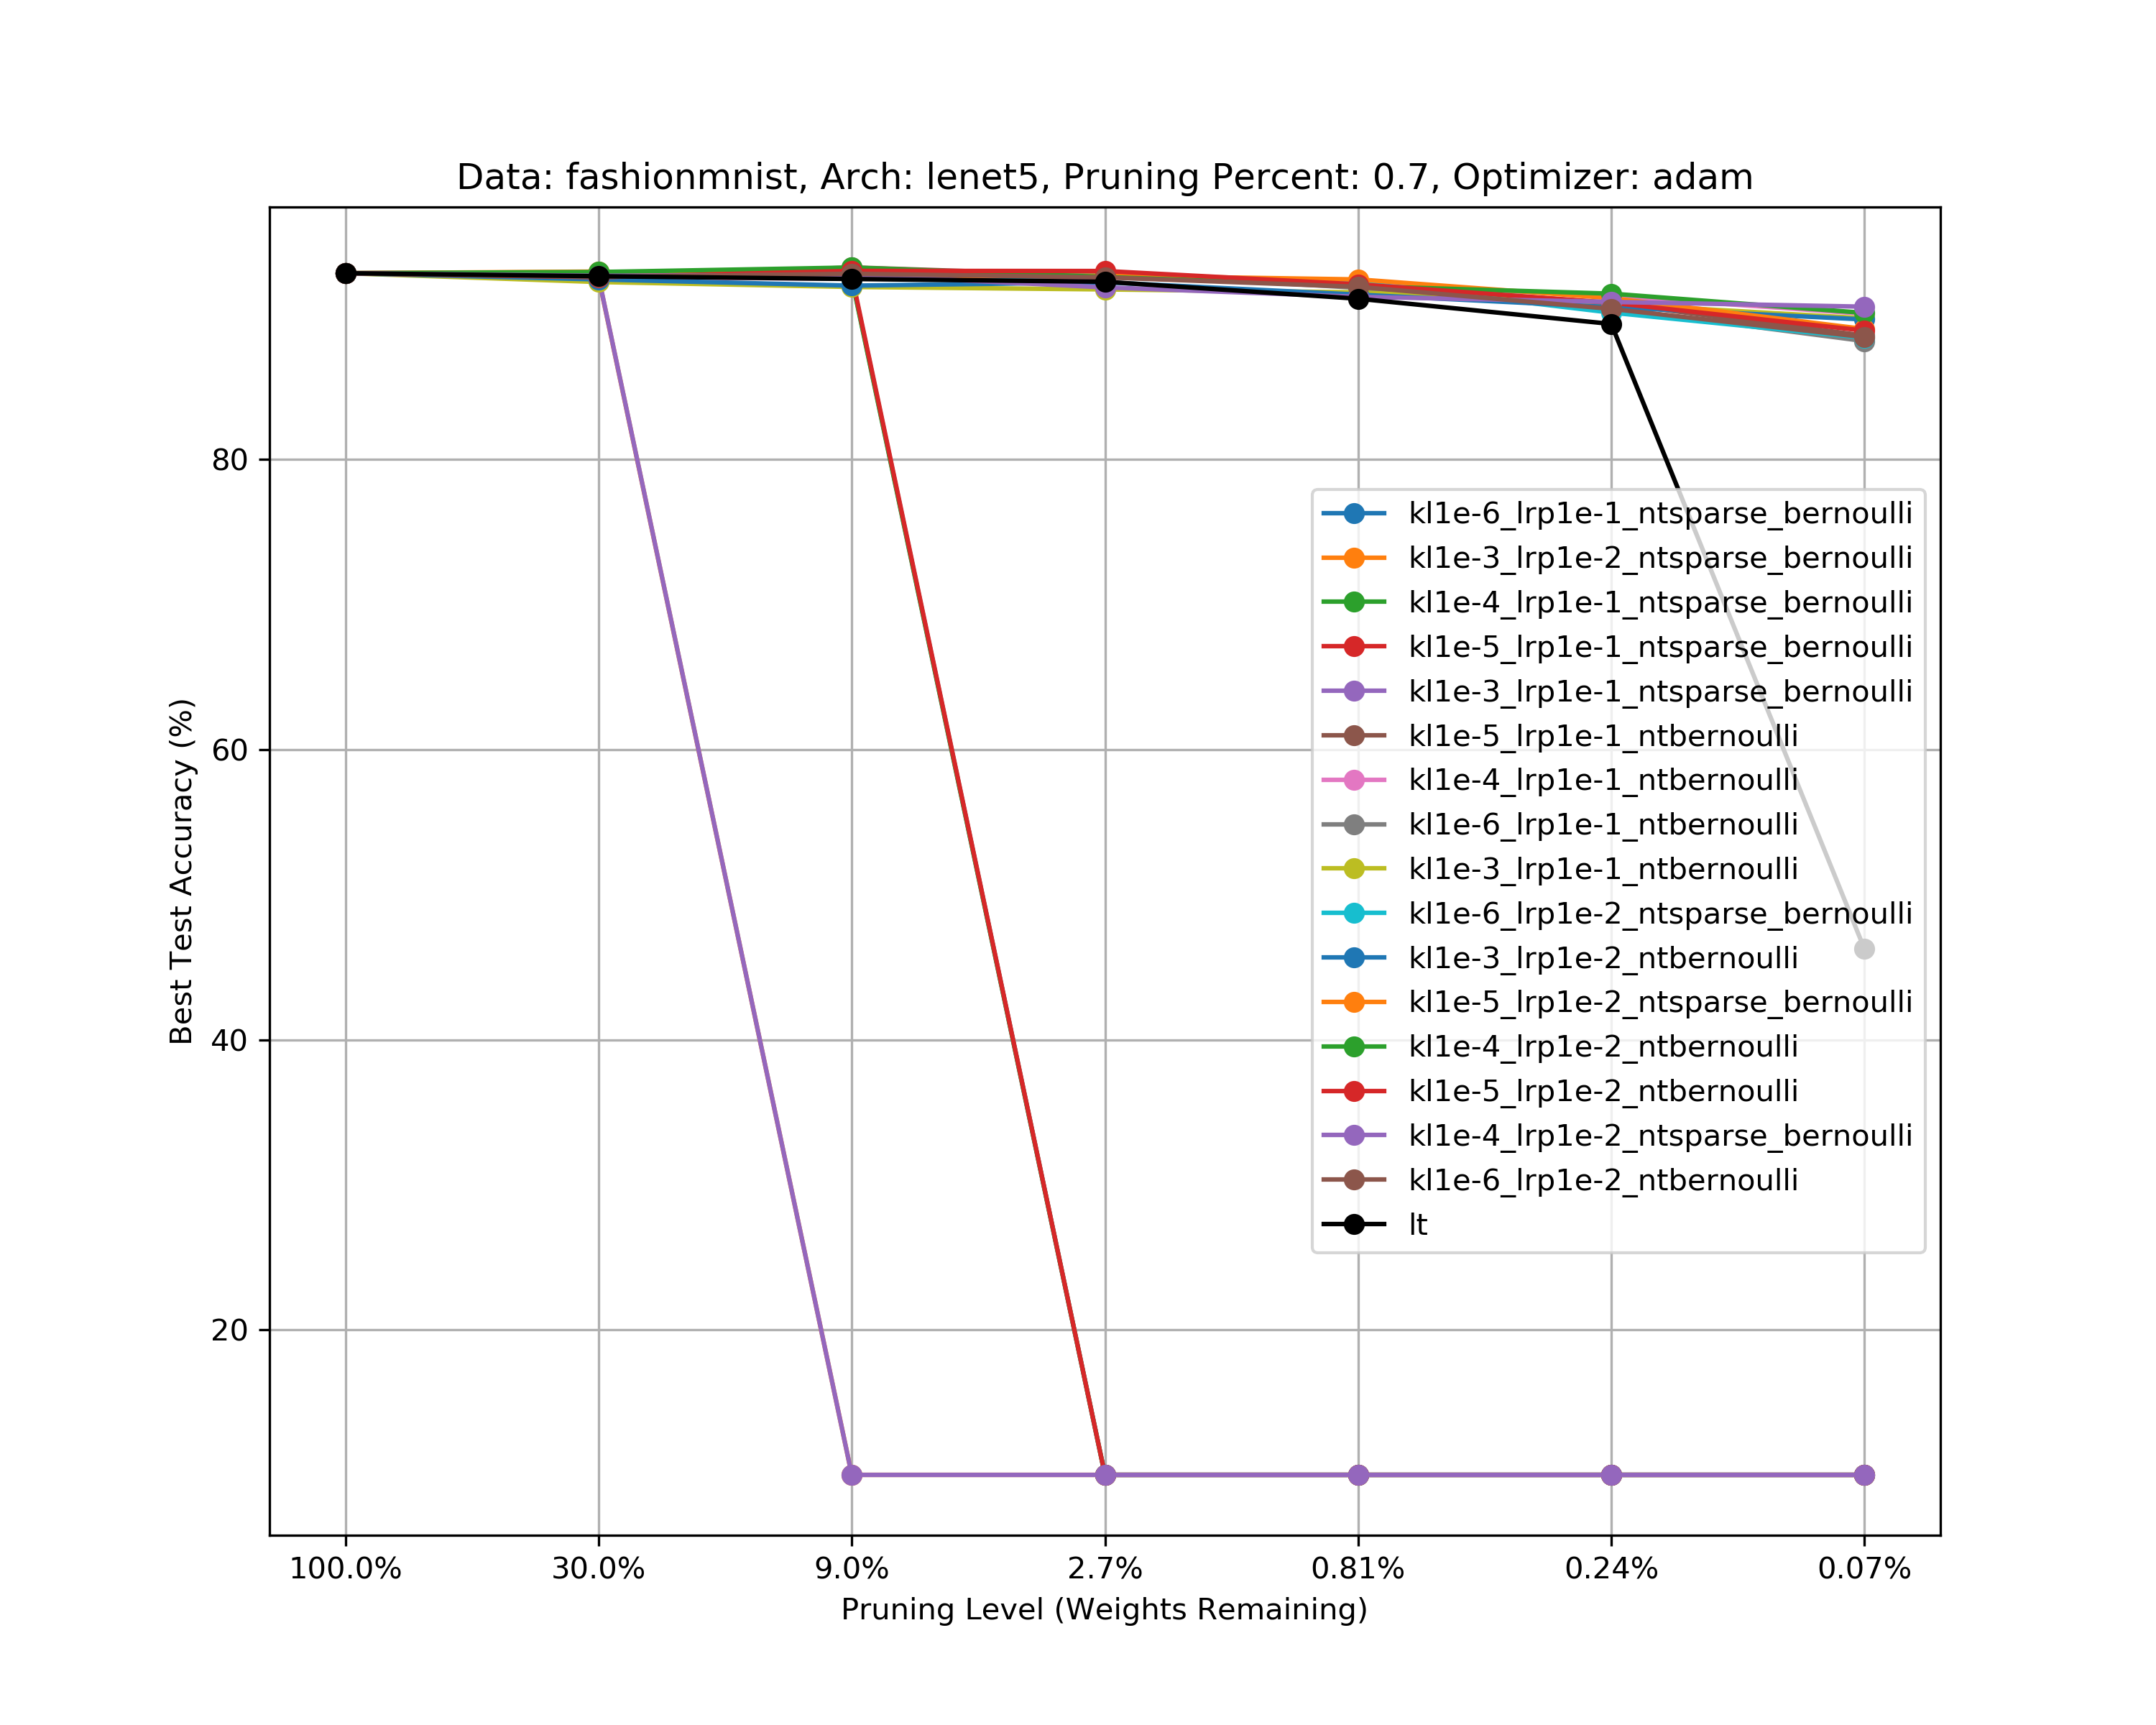 Data: fashionmnist, Arch: lenet5, Pruning Percent: 0.7, Optimizer: adam
Best Test Accuracy (%)
80
60
40
20
kl1e-6_lrp1e-1_ntsparse_bernoulli
kl1e-3_lrp1e-2_ntsparse_bernoulli
kl1e-4_lrp1e-1_ntsparse_bernoulli
kl1e-5_lrp1e-1_ntsparse_bernoulli
kl1e-3_lrp1e-1_ntsparse_bernoulli
kl1e-5_lrp1e-1_ntbernoulli
kl1e-4_lrp1e-1_ntbernoulli
kl1e-6_lrp1e-1_ntbernoulli
kl1e-3_lrp1e-1_ntbernoulli
kl1e-6_lrp1e-2_ntsparse_bernoulli
kl1e-3_lrp1e-2_ntbernoulli
kl1e-5_lrp1e-2_ntsparse_bernoulli
kl1e-4_lrp1e-2_ntbernoulli
kl1e-5_lrp1e-2_ntbernoulli
kl1e-4_lrp1e-2_ntsparse_bernoulli
kl1e-6_lrp1e-2_ntbernoulli
lt
100.0% 30.0% 9.0% 2.7% 0.81% 0.24% 0.07%
Pruning Level (Weights Remaining)